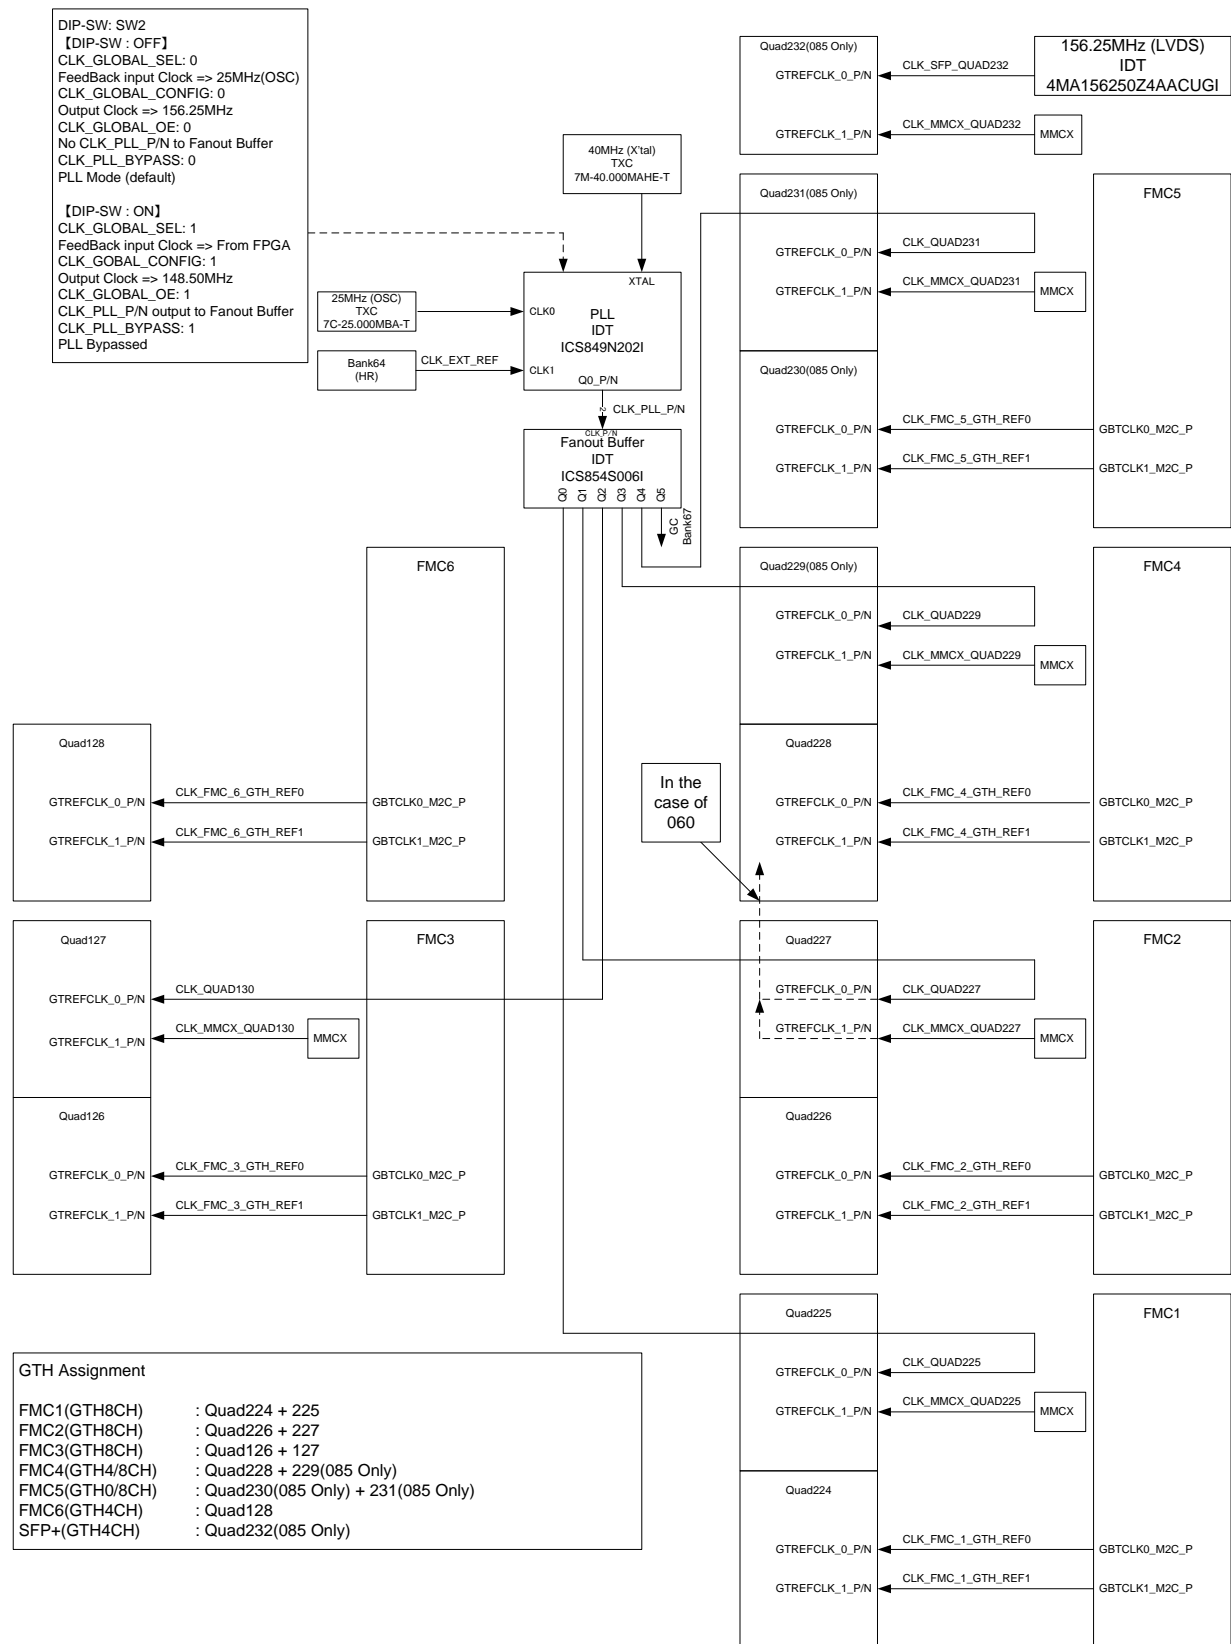 DIP-SW: SW2
【DIP-SW : OFF】
CLK_GLOBAL_SEL: 0
FeedBack input Clock => 25MHz(OSC)
CLK_GLOBAL_CONFIG: 0
Output Clock => 156.25MHz
CLK_GLOBAL_OE: 0
No CLK_PLL_P/N to Fanout Buffer
CLK_PLL_BYPASS: 0
PLL Mode (default)
【DIP-SW : ON】
CLK_GLOBAL_SEL: 1
FeedBack input Clock => From FPGA
CLK_GOBAL_CONFIG: 1
Output Clock => 148.50MHz
CLK_GLOBAL_OE: 1
CLK_PLL_P/N output to Fanout Buffer
CLK_PLL_BYPASS: 1
PLL Bypassed
40MHz (X'tal)
TXC
7M-40.000MAHE-T
25MHz (OSC)
TXC
7C-25.000MBA-T
Bank64
(HR)
CLK_EXT_REF
XTAL
CLK0
PLL
IDT
ICS849N202I
CLK1
Q0_P/N
2
CLK_PLL_P/N
CLK_P/N
Fanout Buffer
IDT
ICS854S006I
Q0
Q1
Q2
Q3
Q4
Q5
GC
Bank67
Quad232(085 Only)
GTREFCLK_0_P/N
CLK_SFP_QUAD232
156.25MHz (LVDS)
IDT
4MA156250Z4AACUGI
GTREFCLK_1_P/N
CLK_MMCX_QUAD232
MMCX
Quad231(085 Only)
FMC5
GTREFCLK_0_P/N
CLK_QUAD231
GTREFCLK_1_P/N
CLK_MMCX_QUAD231
MMCX
Quad230(085 Only)
GTREFCLK_0_P/N
CLK_FMC_5_GTH_REF0
GBTCLK0_M2C_P
GTREFCLK_1_P/N
CLK_FMC_5_GTH_REF1
GBTCLK1_M2C_P
Quad229(085 Only)
FMC4
GTREFCLK_0_P/N
CLK_QUAD229
GTREFCLK_1_P/N
CLK_MMCX_QUAD229
MMCX
Quad228
GTREFCLK_0_P/N
CLK_FMC_4_GTH_REF0
GBTCLK0_M2C_P
GTREFCLK_1_P/N
CLK_FMC_4_GTH_REF1
GBTCLK1_M2C_P
In the
case of
060
FMC6
Quad128
GTREFCLK_0_P/N
CLK_FMC_6_GTH_REF0
GBTCLK0_M2C_P
GTREFCLK_1_P/N
CLK_FMC_6_GTH_REF1
GBTCLK1_M2C_P
Quad127
FMC3
GTREFCLK_0_P/N
CLK_QUAD130
GTREFCLK_1_P/N
CLK_MMCX_QUAD130
MMCX
Quad126
GTREFCLK_0_P/N
CLK_FMC_3_GTH_REF0
GBTCLK0_M2C_P
GTREFCLK_1_P/N
CLK_FMC_3_GTH_REF1
GBTCLK1_M2C_P
Quad227
FMC2
GTREFCLK_0_P/N
CLK_QUAD227
GTREFCLK_1_P/N
CLK_MMCX_QUAD227
MMCX
Quad226
GTREFCLK_0_P/N
CLK_FMC_2_GTH_REF0
GBTCLK0_M2C_P
GTREFCLK_1_P/N
CLK_FMC_2_GTH_REF1
GBTCLK1_M2C_P
Quad225
FMC1
GTREFCLK_0_P/N
CLK_QUAD225
GTREFCLK_1_P/N
CLK_MMCX_QUAD225
MMCX
Quad224
GTREFCLK_0_P/N
CLK_FMC_1_GTH_REF0
GBTCLK0_M2C_P
GTREFCLK_1_P/N
CLK_FMC_1_GTH_REF1
GBTCLK1_M2C_P
GTH Assignment
FMC1(GTH8CH) : Quad224 + 225
FMC2(GTH8CH) : Quad226 + 227
FMC3(GTH8CH) : Quad126 + 127
FMC4(GTH4/8CH) : Quad228 + 229(085 Only)
FMC5(GTH0/8CH) : Quad230(085 Only) + 231(085 Only)
FMC6(GTH4CH) : Quad128
SFP+(GTH4CH) : Quad232(085 Only)